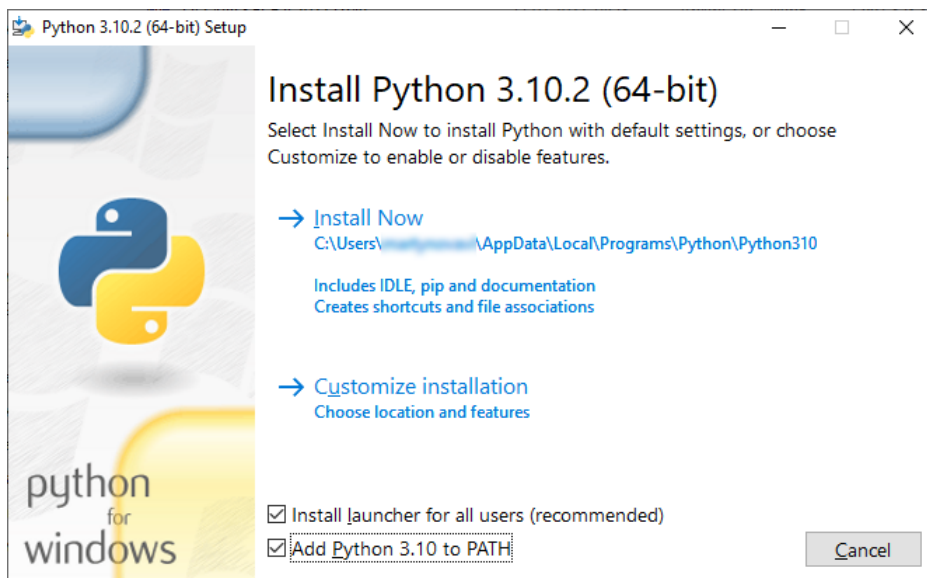 Python 3.10.2 (64-bit) Setup
Install Python 3.10.2 (64-bit)
Select Install Now to install Python with default settings, or choose
Customize to enable or disable features.
Install Now
C:\Users\ \AppData\Local\Programs\Python\Python310
Includes IDLE, pip and documentation
Creates shortcuts and file associations
Customize installation
Choose location and features
python
for
windows
Install launcher for all users (recommended)
Add Python 3.10 to PATH
Cancel